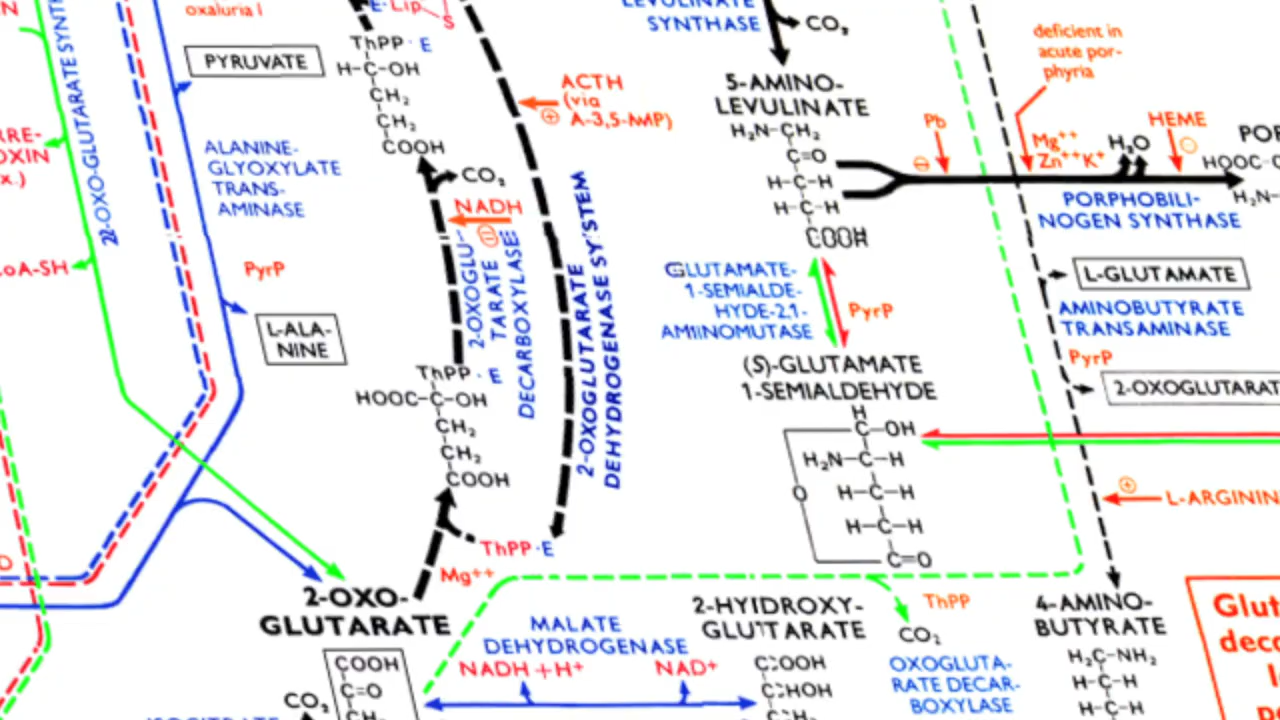 oxaluria I
PYRUVATE
2-OXO-GLUTARATE SYNT
ALANINE-
GLYOXYLATE
TRANS-
AMINASE
PyrP
L-ALA-
NINE
oA-SH
E-Lip
S
ThPP·E
H-C-OH
CH₂
CH₂
COOH
CO₂
NADH
⊖
2-OXOGLU-
TARATE
DECARBOXYLASE
ThPP·E
HOOC-C-OH
CH₂
CH₂
COOH
ThPP·E
Mg⁺⁺
2-OXO-
GLUTARATE
COOH
C=O
CO₂
ACTH
(via
⊕ A-3,5-MP)
2-OXOGLUTARATE
DEHYDROGENASE SYSTEM
MALATE
DEHYDROGENASE
NADH+H⁺
NAD⁺
SYNTHASE
CO₂
5-AMINO-
LEVULINATE
H₂N-CH₂
C=O
H-C-H
H-C-H
COOH
GLUTAMATE-
1-SEMIALDE-
HYDE-2,1-
AMINOMUTASE
PyrP
(S)-GLUTAMATE
1-SEMIALDEHYDE
H
C-OH
H₂N-C-H
O
H-C-H
H-C-H
C=O
2-HYDROXY-
GLUTARATE
COOH
CHOH
ThPP
CO₂
OXOGLUTA-
RATE DECAR-
BOXYLASE
deficient in
acute por-
phyria
Pb
⊖
Mg⁺⁺
Zn⁺⁺K⁺
H₂O
HEME
⊖
HOOC-C
H₂N-
PORPHOBILI-
NOGEN SYNTHASE
L-GLUTAMATE
AMINOBUTYRATE
TRANSAMINASE
PyrP
2-OXOGLUTARAT
⊕
L-ARGININ
4-AMINO-
BUTYRATE
H₂C-NH₂
H-C-H
H-C-H
Glut
deco